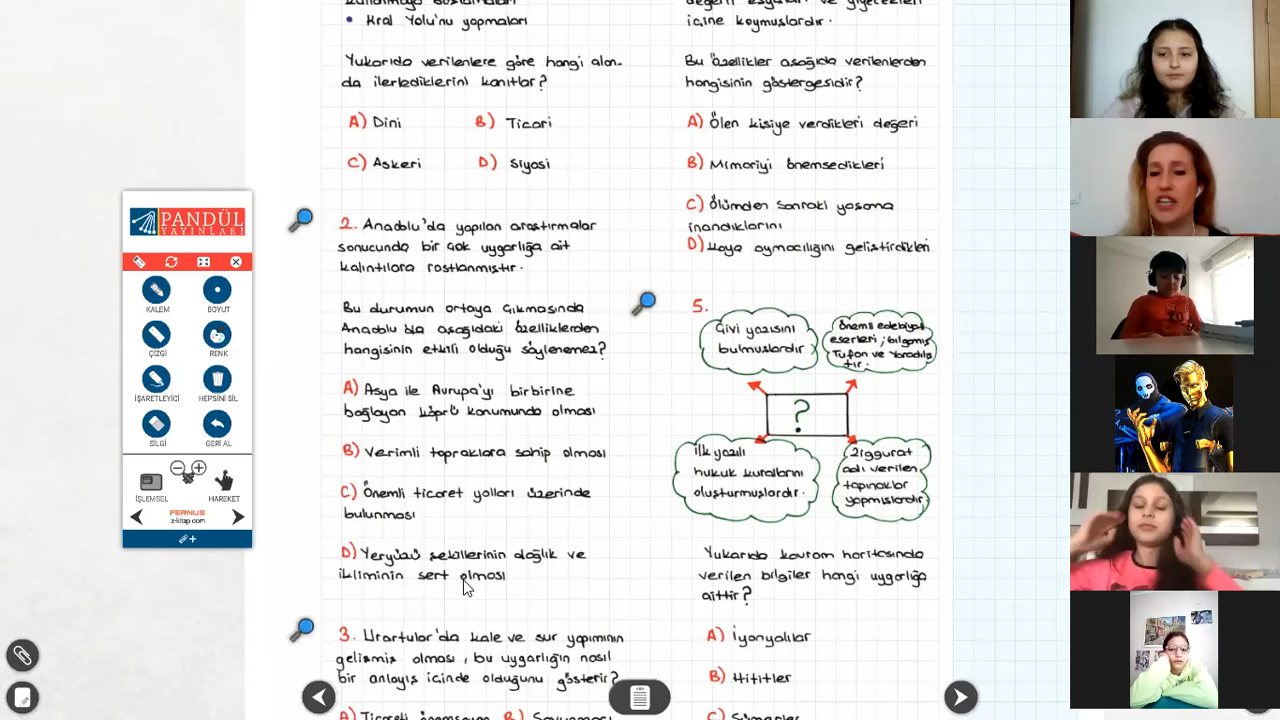 • Kral Yolu'nu yapmaları
Yukarıda verilenlere göre hangi alan-
da ilerlediklerini kanıtlar?
A) Dini
B) Ticari
C) Askeri
D) Siyasi
2. Anadolu'da yapılan araştırmalar
sonucunda bir çok uygarlığa ait
kalıntılara rastlanmıştır.
Bu durumun ortaya çıkmasında
Anadolu'da aşağıdaki özelliklerden
hangisinin etkili olduğu söylenemez?
A) Asya ile Avrupa'yı birbirine
bağlayan köprü konumunda olması
B) Verimli topraklara sahip olması
C) Önemli ticaret yolları üzerinde
bulunması
D) Yeryüzü şekillerinin dağlık ve
ikliminin sert olması
3. Urartular'da kale ve sur yapımının
gelişmiş olması, bu uygarlığın nasıl
bir anlayış içinde olduğunu gösterir?
A) Ticareti
B)
içine koymuşlardır.
Bu özellikler aşağıda verilenlerden
hangisinin göstergesidir?
A) Ölen kişiye verdikleri değeri
B) Mimariyi önemsedikleri
C) Ölümden sonraki yaşama
inandıklarını
D) Kaya oymacılığını geliştirdikleri
5.
Çivi yazısını
bulmuşlardır
Önemli edebiyat
eserleri; bilgamış
Tufan ve Yaradılış
tır.
?
İlk yazılı
hukuk kurallarını
oluşturmuşlardır.
Ziggurat
adı verilen
tapınaklar
yapmışlardır
Yukarıda kavram haritasında
verilen bilgiler hangi uygarlığa
aittir?
A) İyonyalılar
B) Hititler
C) Sümerler
PANDÜL
YAYINLARI
KALEM
BOYUT
ÇİZGİ
RENK
İŞARETLEYİCİ
HEPSİNİ SİL
SİLGİ
GERİ AL
İŞLEMSEL
HAREKET
FERNUS
z-kitap.com